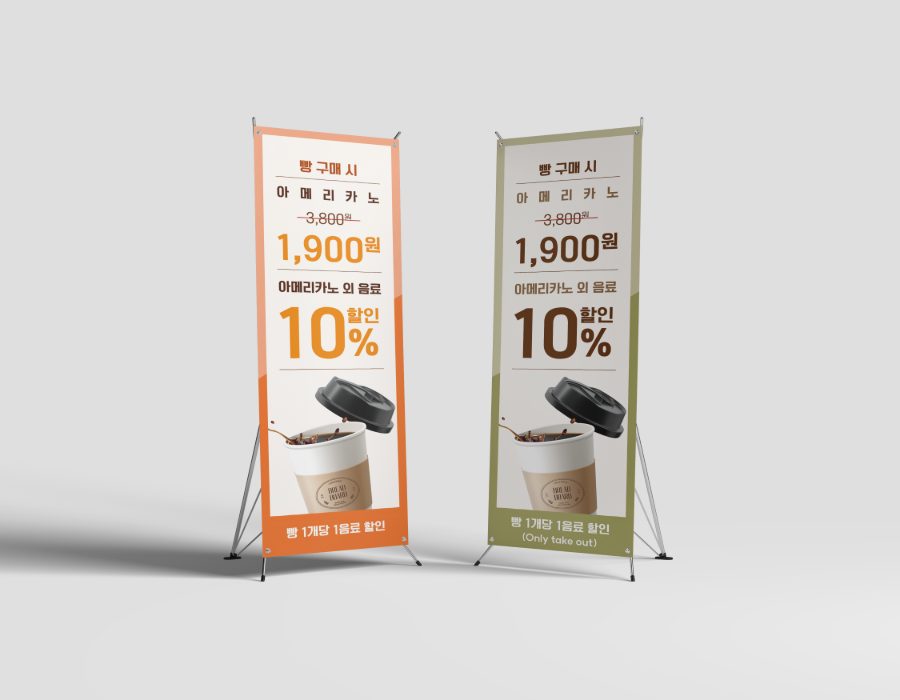 빵 구매 시
아 메 리 카 노
3,800원
1,900원
아메리카노 외 음료
10% 할인
빵 1개당 1음료 할인
빵 구매 시
아 메 리 카 노
3,800원
1,900원
아메리카노 외 음료
10% 할인
빵 1개당 1음료 할인
(Only take out)